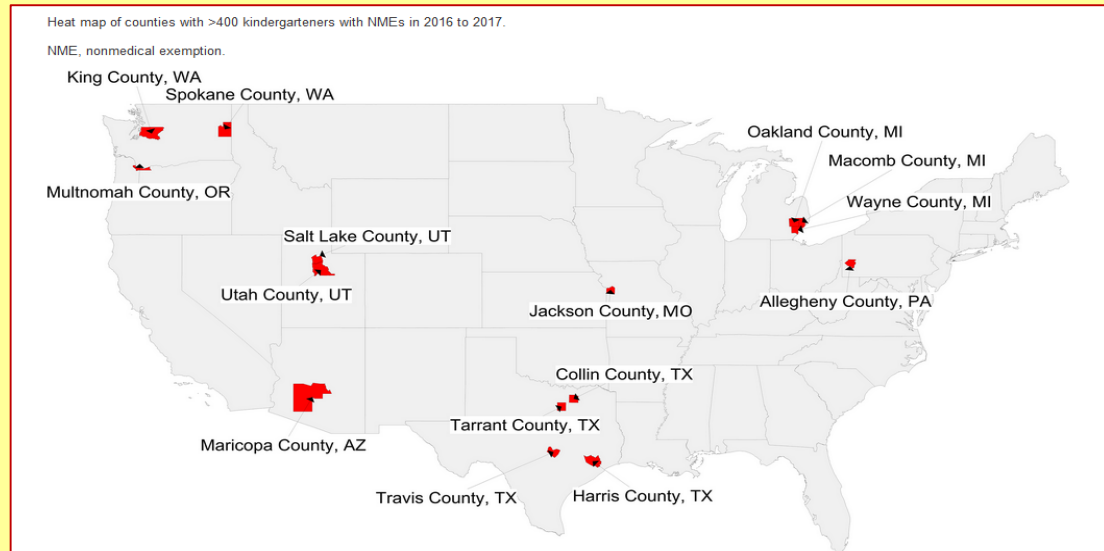 Heat map of counties with >400 kindergarteners with NMEs in 2016 to 2017.
NME, nonmedical exemption.
King County, WA
Spokane County, WA
Oakland County, MI
Macomb County, MI
Multnomah County, OR
Wayne County, MI
Salt Lake County, UT
Utah County, UT
Jackson County, MO
Allegheny County, PA
Collin County, TX
Tarrant County, TX
Maricopa County, AZ
Travis County, TX
Harris County, TX